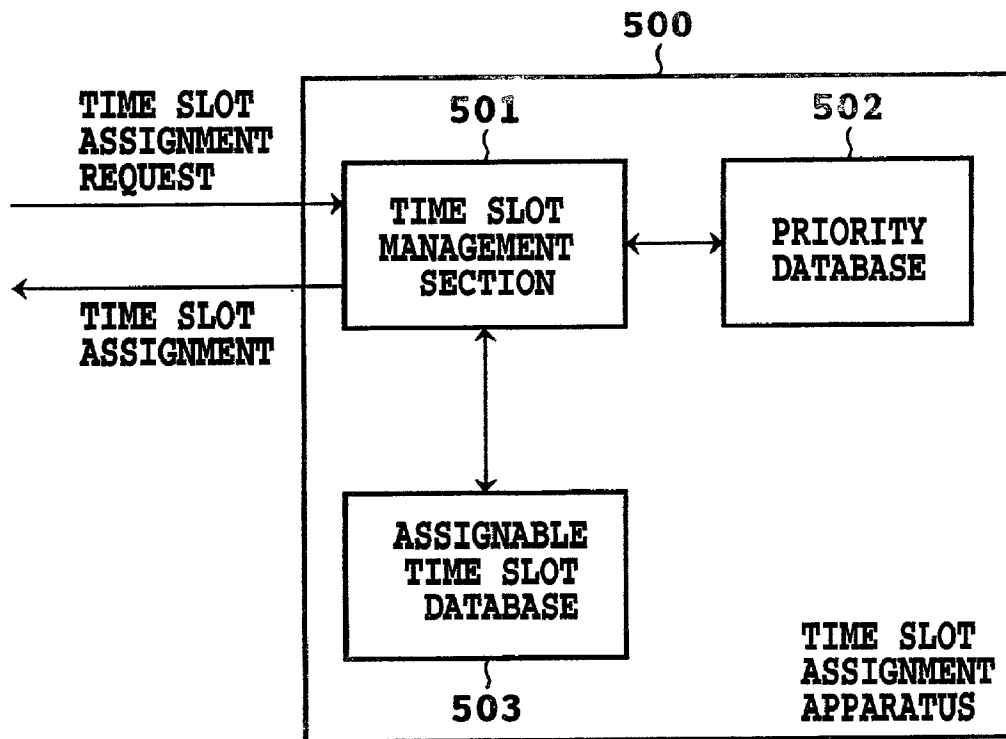 500
TIME SLOT
ASSIGNMENT
REQUEST
501
502
TIME SLOT
MANAGEMENT
SECTION
PRIORITY
DATABASE
TIME SLOT
ASSIGNMENT
ASSIGNABLE
TIME SLOT
DATABASE
503
TIME SLOT
ASSIGNMENT
APPARATUS